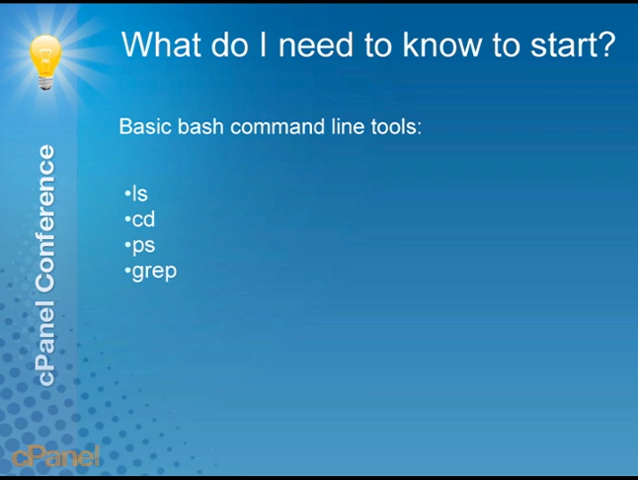 What do I need to know to start?
Basic bash command line tools:
•ls
•cd
•ps
•grep
cPanel Conference
cPanel